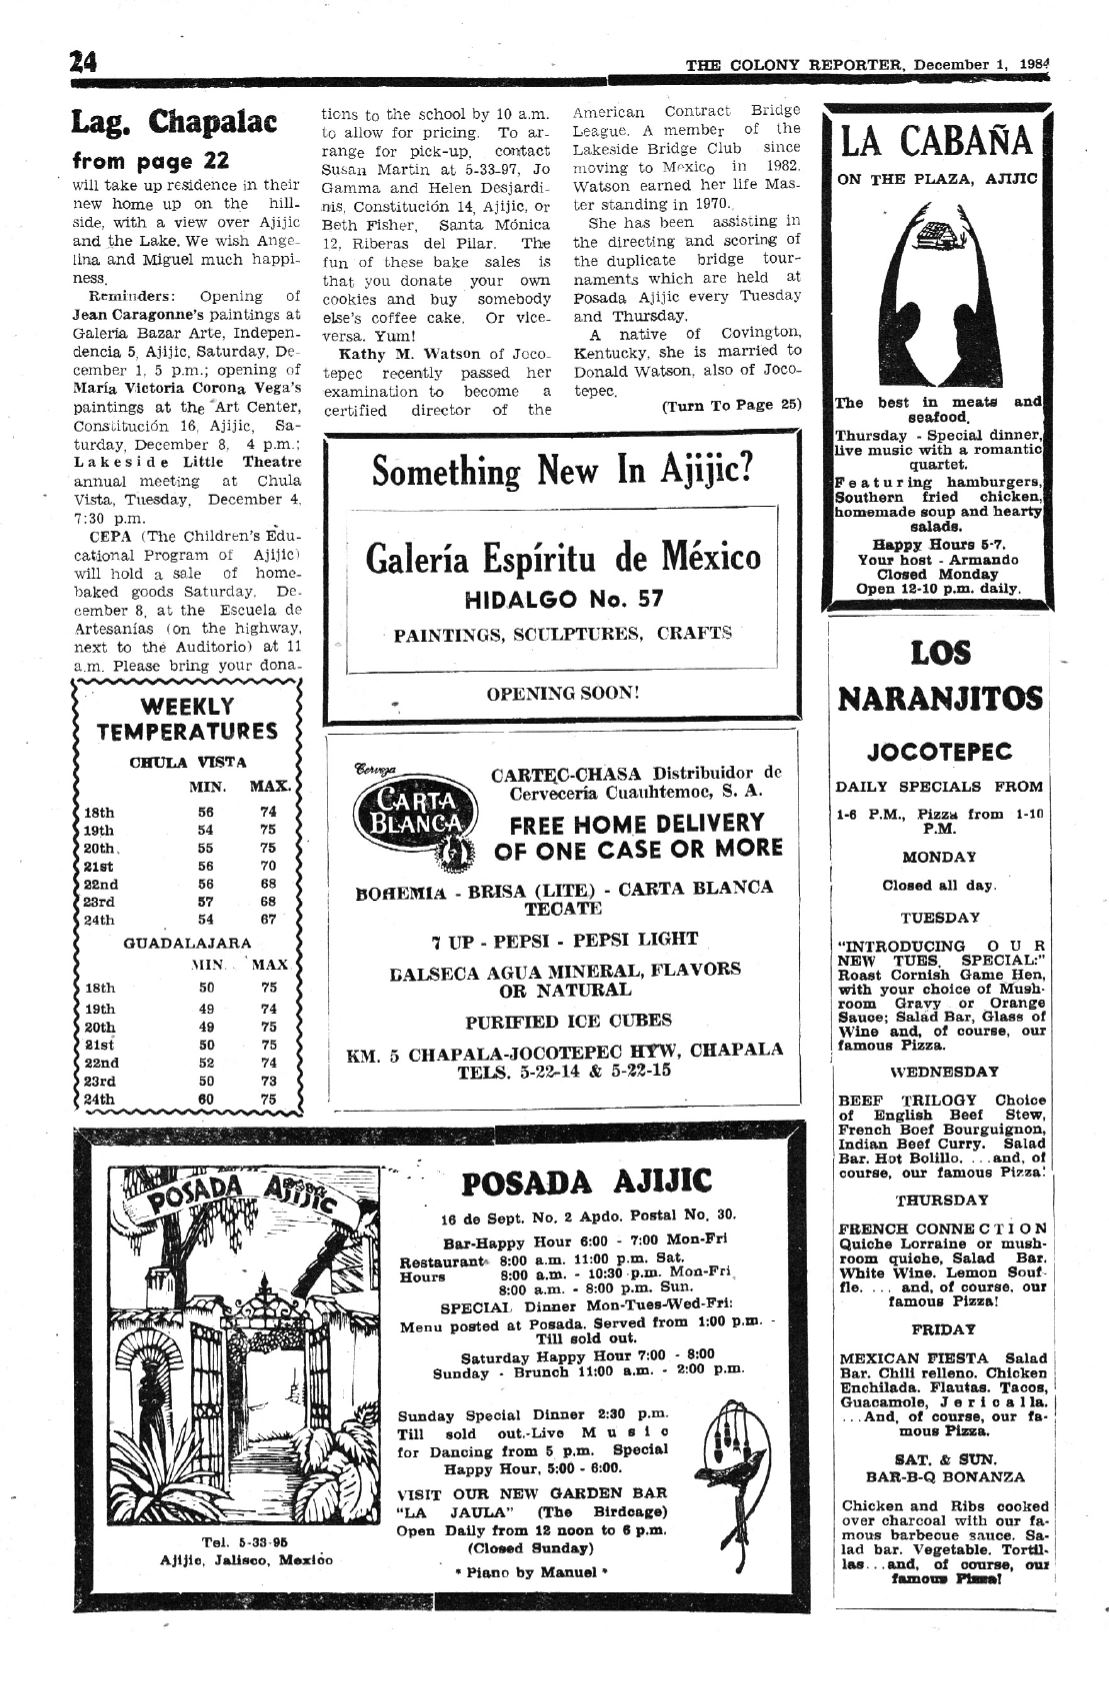 24
THE COLONY REPORTER, December 1, 1984
Lag. Chapalac
from page 22
will take up residence in their
new home up on the hill-
side, with a view over Ajijic
and the Lake. We wish Ange-
lina and Miguel much happi-
ness.
Reminders: Opening of
Jean Caragonne's paintings at
Galería Bazar Arte, Indepen-
dencia 5, Ajijic, Saturday, De-
cember 1, 5 p.m.; opening of
María Victoria Corona Vega's
paintings at the Art Center,
Constitución 16, Ajijic, Sa-
turday, December 8, 4 p.m.;
Lakeside Little Theatre
annual meeting at Chula
Vista, Tuesday, December 4,
7:30 p.m.
CEPA (The Children's Edu-
cational Program of Ajijic)
will hold a sale of home-
baked goods Saturday, De-
cember 8, at the Escuela de
Artesanías (on the highway,
next to the Auditorio) at 11
a.m. Please bring your dona-
tions to the school by 10 a.m.
to allow for pricing. To ar-
range for pick-up, contact
Susan Martin at 5-33-97, Jo
Gamma and Helen Desjardi-
nis, Constitución 14, Ajijic, or
Beth Fisher, Santa Mónica
12, Riberas del Pilar. The
fun of these bake sales is
that you donate your own
cookies and buy somebody
else's coffee cake. Or vice-
versa. Yum!
Kathy M. Watson of Joco-
tepec recently passed her
examination to become a
certified director of the
American Contract Bridge
League. A member of the
Lakeside Bridge Club since
moving to Mexico in 1982,
Watson earned her life Mas-
ter standing in 1970.
She has been assisting in
the directing and scoring of
the duplicate bridge tour-
naments which are held at
Posada Ajijic every Tuesday
and Thursday.
A native of Covington,
Kentucky, she is married to
Donald Watson, also of Joco-
tepec.
(Turn To Page 25)
WEEKLY
TEMPERATURES
CHULA VISTA
MIN. MAX.
18th 56 74
19th 54 75
20th 55 75
21st 56 70
22nd 56 68
23rd 57 68
24th 54 67
GUADALAJARA
MIN. MAX
18th 50 75
19th 49 74
20th 49 75
21st 50 75
22nd 52 74
23rd 50 73
24th 60 75
Something New In Ajijic?
Galería Espíritu de México
HIDALGO No. 57
PAINTINGS, SCULPTURES, CRAFTS
OPENING SOON!
Cerveza
CARTA
BLANCA
CARTEC-CHASA Distribuidor de
Cervecería Cuauhtemoc, S. A.
FREE HOME DELIVERY
OF ONE CASE OR MORE
BOHEMIA - BRISA (LITE) - CARTA BLANCA
TECATE
7 UP - PEPSI - PEPSI LIGHT
BALSECA AGUA MINERAL, FLAVORS
OR NATURAL
PURIFIED ICE CUBES
KM. 5 CHAPALA-JOCOTEPEC HYW, CHAPALA
TELS. 5-22-14 & 5-22-15
POSADA AJIJIC
Tel. 5-33-95
Ajijic, Jalisco, Mexico
POSADA AJIJIC
16 de Sept. No. 2 Apdo. Postal No. 30.
Bar-Happy Hour 6:00 - 7:00 Mon-Fri
Restaurant 8:00 a.m. 11:00 p.m. Sat.
Hours 8:00 a.m. - 10:30 p.m. Mon-Fri
8:00 a.m. - 8:00 p.m. Sun.
SPECIAL Dinner Mon-Tues-Wed-Fri:
Menu posted at Posada. Served from 1:00 p.m. -
Till sold out.
Saturday Happy Hour 7:00 - 8:00
Sunday - Brunch 11:00 a.m. - 2:00 p.m.
Sunday Special Dinner 2:30 p.m.
Till sold out.-Live Music
for Dancing from 5 p.m. Special
Happy Hour, 5:00 - 6:00.
VISIT OUR NEW GARDEN BAR
"LA JAULA" (The Birdcage)
Open Daily from 12 noon to 6 p.m.
(Closed Sunday)
* Piano by Manuel *
LA CABAÑA
ON THE PLAZA, AJIJIC
The best in meats and
seafood.
Thursday - Special dinner,
live music with a romantic
quartet.
Featuring hamburgers,
Southern fried chicken,
homemade soup and hearty
salads.
Happy Hours 5-7.
Your host - Armando
Closed Monday
Open 12-10 p.m. daily.
LOS
NARANJITOS
JOCOTEPEC
DAILY SPECIALS FROM
1-6 P.M., Pizza from 1-10
P.M.
MONDAY
Closed all day.
TUESDAY
"INTRODUCING OUR
NEW TUES. SPECIAL:"
Roast Cornish Game Hen,
with your choice of Mush-
room Gravy or Orange
Sauce; Salad Bar, Glass of
Wine and, of course, our
famous Pizza.
WEDNESDAY
BEEF TRILOGY Choice
of English Beef Stew,
French Boef Bourguignon,
Indian Beef Curry. Salad
Bar. Hot Bolillo. ...and, of
course, our famous Pizza!
THURSDAY
FRENCH CONNECTION
Quiche Lorraine or mush-
room quiche, Salad Bar.
White Wine. Lemon Souf-
fle. ... and, of course, our
famous Pizza!
FRIDAY
MEXICAN FIESTA Salad
Bar. Chili relleno. Chicken
Enchilada. Flautas. Tacos,
Guacamole, Jericalla.
...And, of course, our fa-
mous Pizza.
SAT. & SUN.
BAR-B-Q BONANZA
Chicken and Ribs cooked
over charcoal with our fa-
mous barbecue sauce. Sa-
lad bar. Vegetable. Tortil-
las...and, of course, our
famous Pizza!